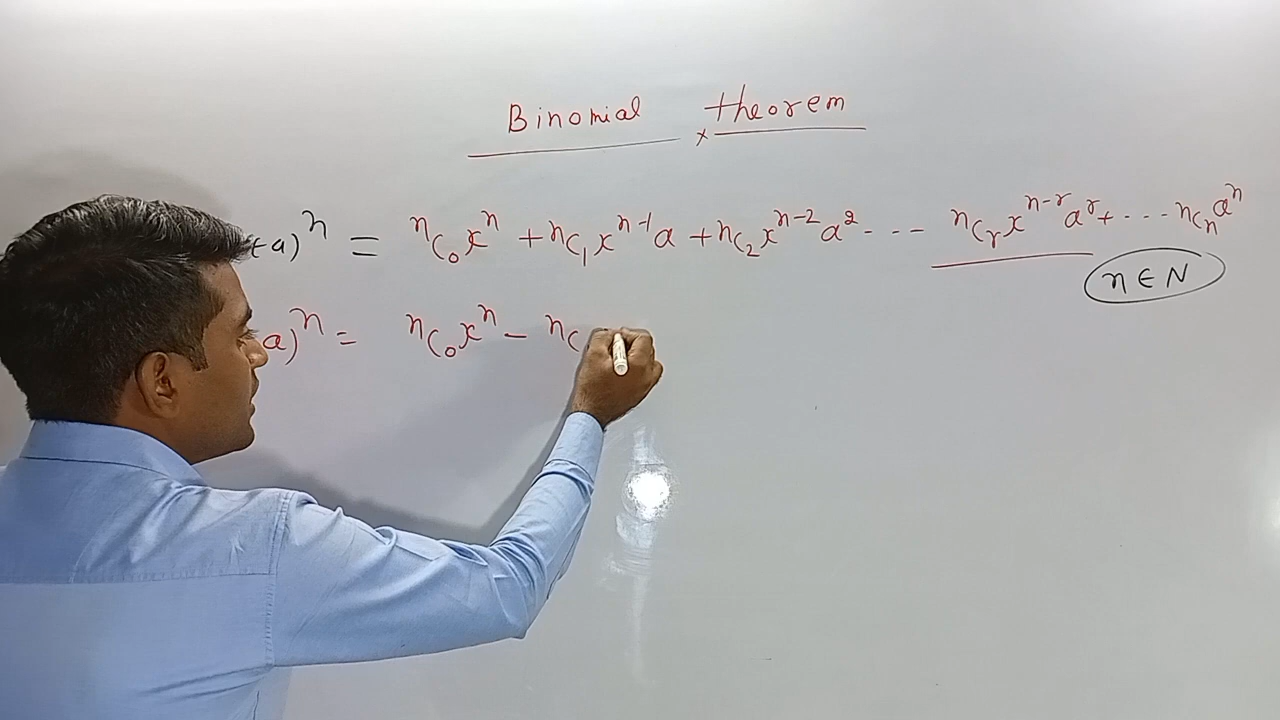 Binomial theorem
+a)ⁿ = ⁿC₀xⁿ + ⁿC₁xⁿ⁻¹a + ⁿC₂xⁿ⁻²a² --- ⁿCᵣxⁿ⁻ʳaʳ + --- ⁿCₙaⁿ
n ∈ N
a)ⁿ = ⁿC₀xⁿ - ⁿC